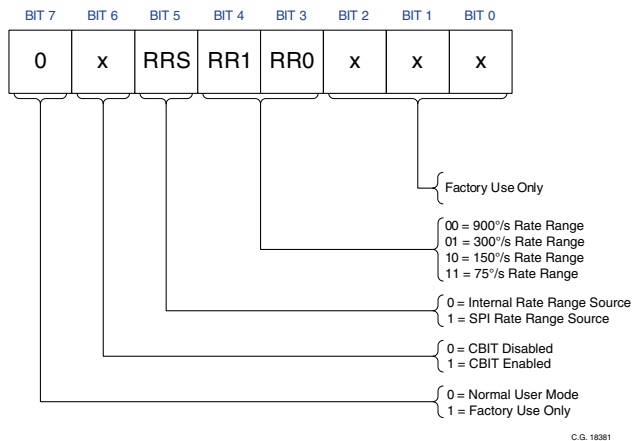 BIT 7 BIT 6 BIT 5 BIT 4 BIT 3 BIT 2 BIT 1 BIT 0
0 x RRS RR1 RR0 x x x
Factory Use Only
00 = 900°/s Rate Range
01 = 300°/s Rate Range
10 = 150°/s Rate Range
11 = 75°/s Rate Range
0 = Internal Rate Range Source
1 = SPI Rate Range Source
0 = CBIT Disabled
1 = CBIT Enabled
0 = Normal User Mode
1 = Factory Use Only
C.G. 18381